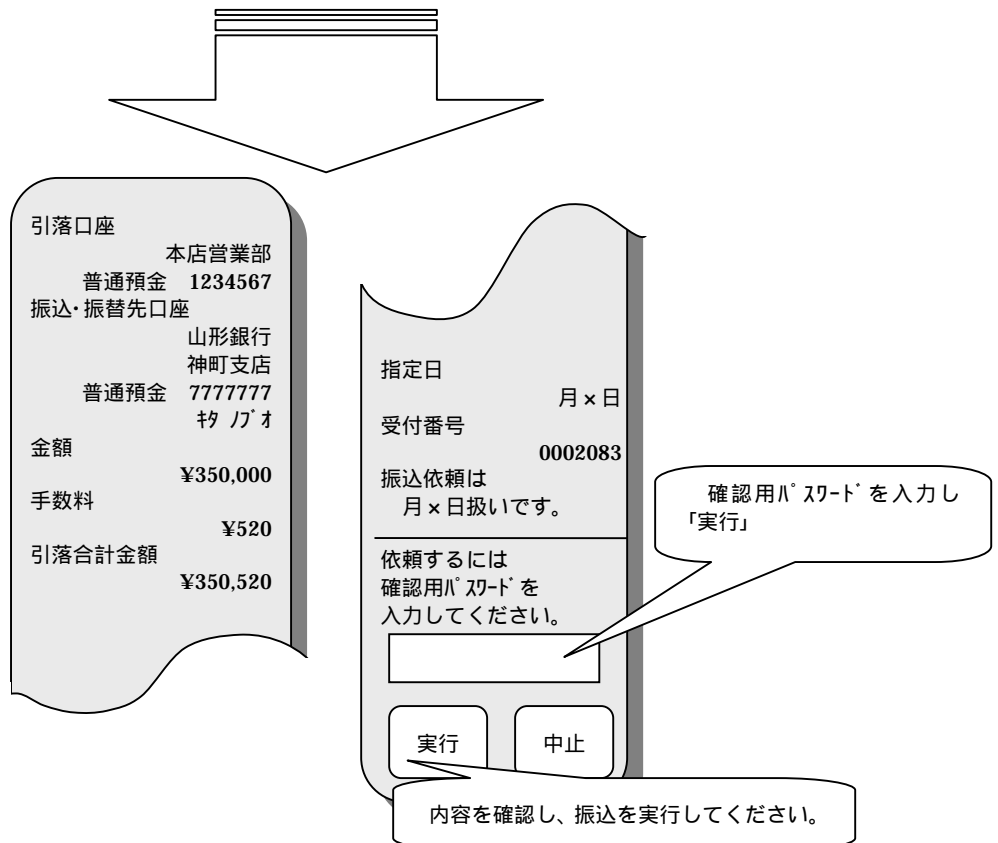 引落口座
本店営業部
普通預金 1234567
振込・振替先口座
山形銀行
神町支店
普通預金 7777777
ｷﾀ ﾉﾌﾞｵ
金額
¥350,000
手数料
¥520
引落合計金額
¥350,520
指定日
月×日
受付番号
0002083
振込依頼は
月×日扱いです。
依頼するには
確認用ﾊﾟｽﾜｰﾄﾞを
入力してください。
実行
中止
確認用ﾊﾟｽﾜｰﾄﾞを入力し
「実行」
内容を確認し、振込を実行してください。